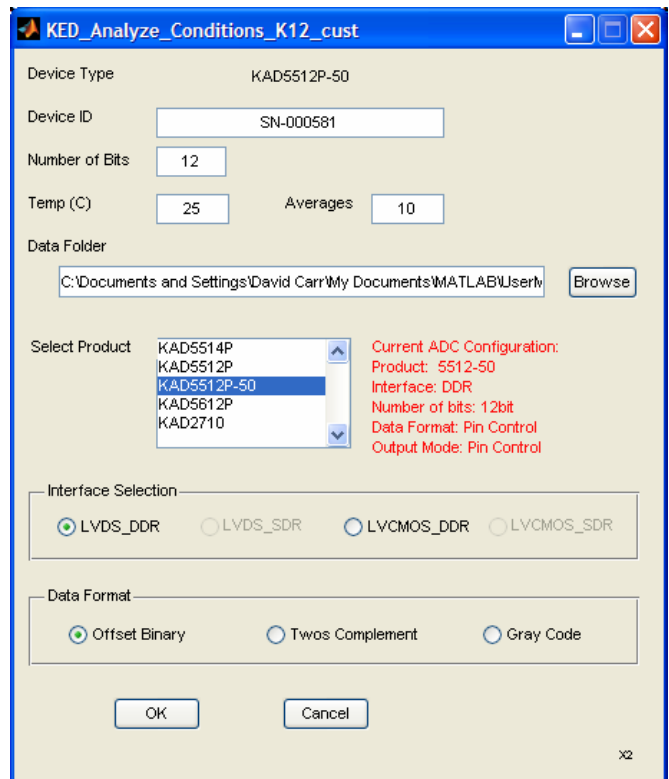 KED_Analyze_Conditions_K12_cust
Device Type KAD5512P-50
Device ID SN-000581
Number of Bits 12
Temp (C) 25 Averages 10
Data Folder
C:\Documents and Settings\David Carr\My Documents\MATLAB\User Browse
Select Product
KAD5514P
KAD5512P
KAD5512P-50
KAD5612P
KAD2710
Current ADC Configuration:
Product: 5512-50
Interface: DDR
Number of bits: 12bit
Data Format: Pin Control
Output Mode: Pin Control
Interface Selection
LVDS_DDR LVDS_SDR LVCMOS_DDR LVCMOS_SDR
Data Format
Offset Binary Twos Complement Gray Code
OK Cancel
X2